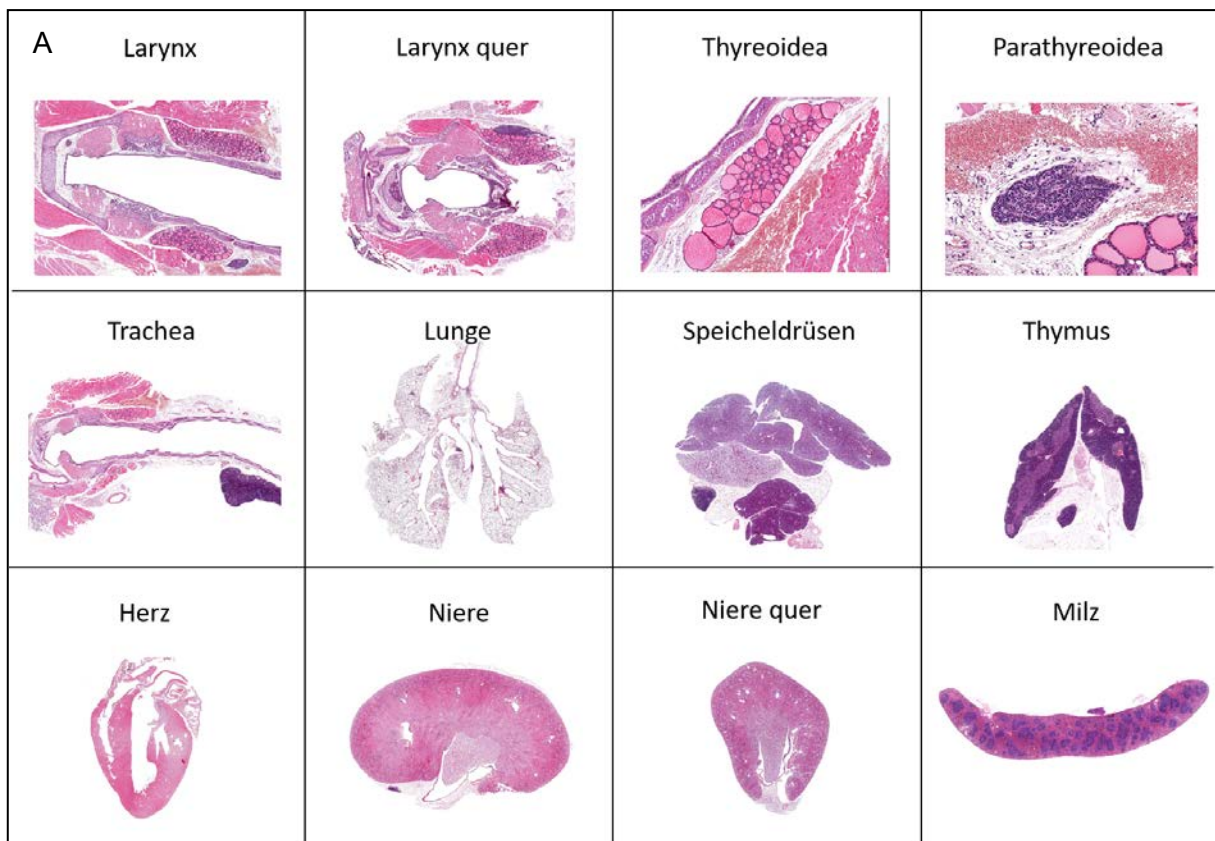 A
Larynx
Larynx quer
Thyreoidea
Parathyreoidea
Trachea
Lunge
Speicheldrüsen
Thymus
Herz
Niere
Niere quer
Milz